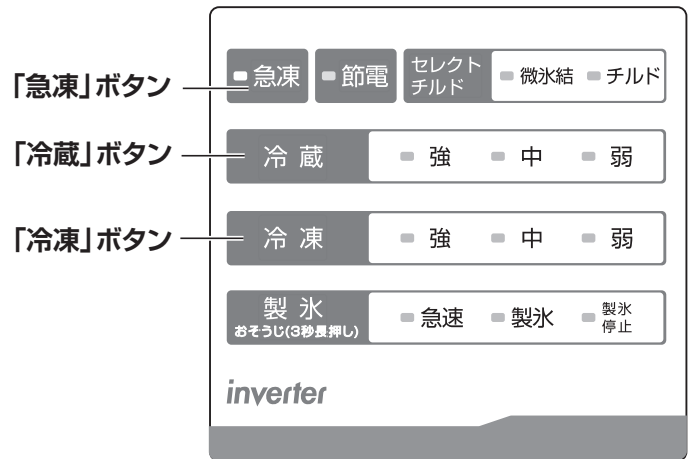 「急凍」ボタン
急凍 節電 セレクトチルド 微氷結 チルド
「冷蔵」ボタン
冷蔵 強 中 弱
「冷凍」ボタン
冷凍 強 中 弱
製氷 急速 製氷 製氷停止
おそうじ(3秒長押し)
inverter